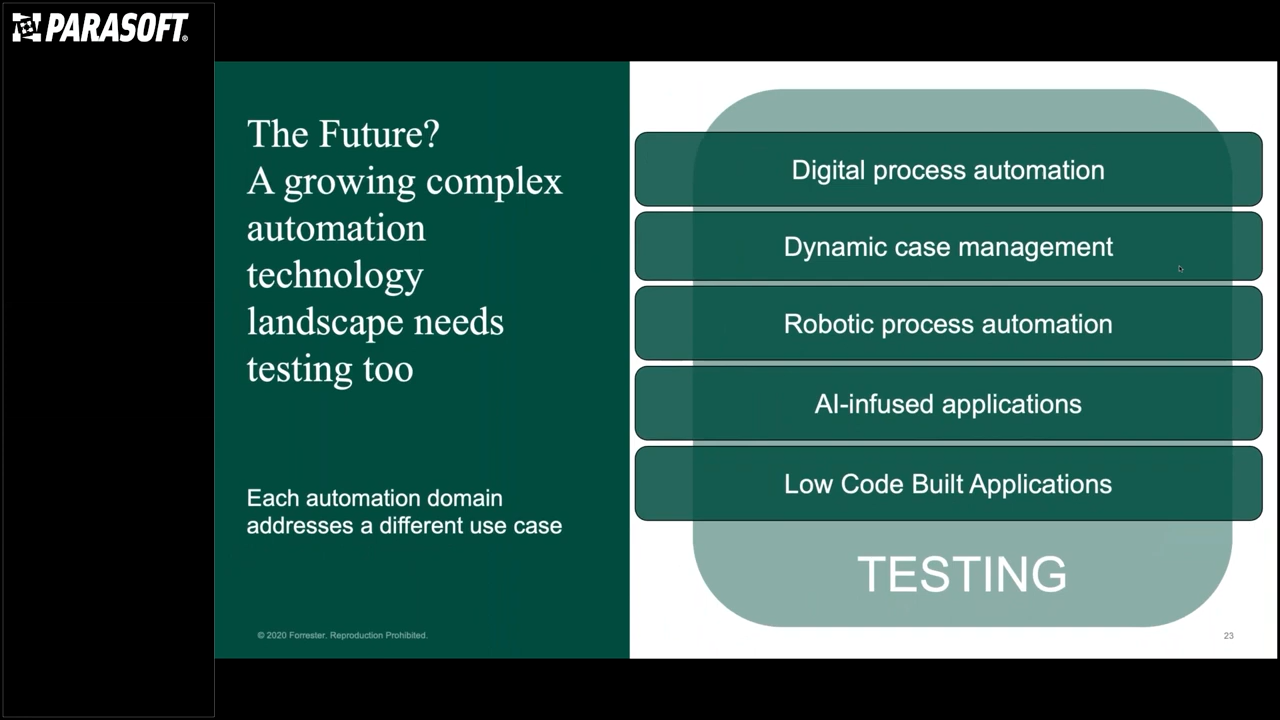 PARASOFT®
The Future?
A growing complex
automation
technology
landscape needs
testing too
Each automation domain
addresses a different use case
© 2020 Forrester. Reproduction Prohibited.
Digital process automation
Dynamic case management
Robotic process automation
AI-infused applications
Low Code Built Applications
TESTING
23